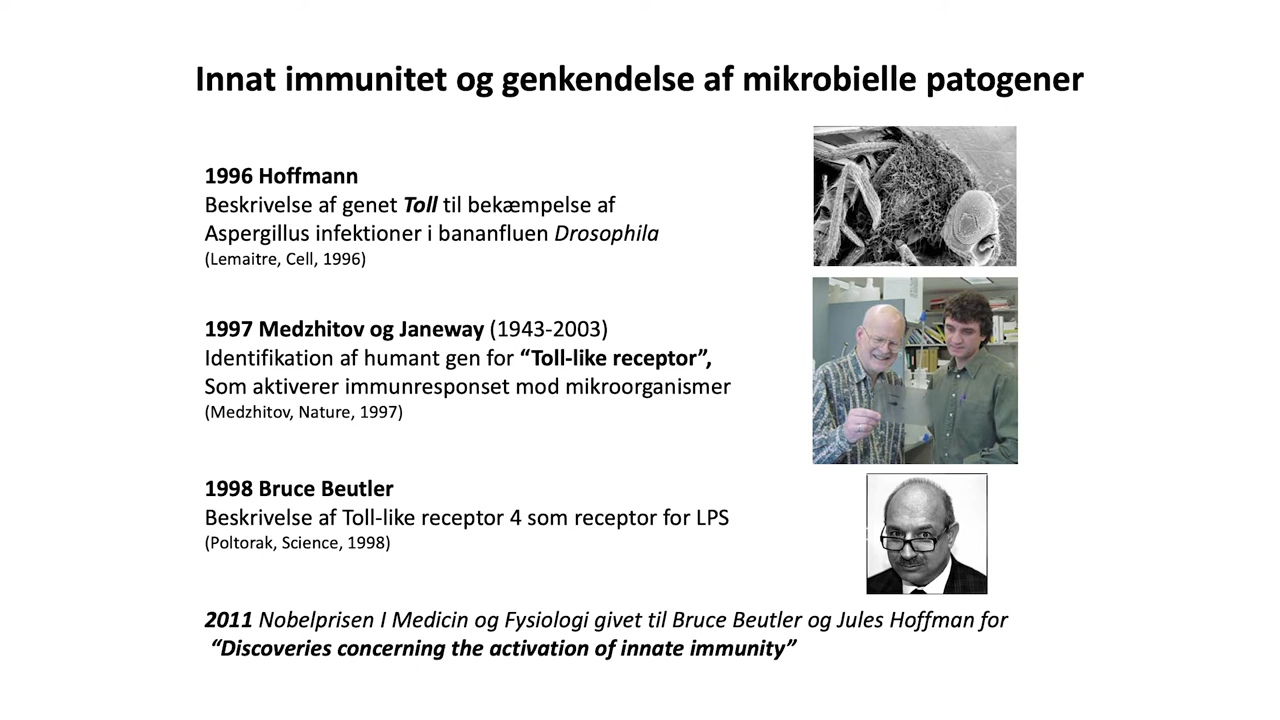 Innat immunitet og genkendelse af mikrobielle patogener
1996 Hoffmann
Beskrivelse af genet Toll til bekæmpelse af
Aspergillus infektioner i bananfluen Drosophila
(Lemaitre, Cell, 1996)
1997 Medzhitov og Janeway (1943-2003)
Identifikation af humant gen for “Toll-like receptor”,
Som aktiverer immunresponset mod mikroorganismer
(Medzhitov, Nature, 1997)
1998 Bruce Beutler
Beskrivelse af Toll-like receptor 4 som receptor for LPS
(Poltorak, Science, 1998)
2011 Nobelprisen I Medicin og Fysiologi givet til Bruce Beutler og Jules Hoffman for
“Discoveries concerning the activation of innate immunity”